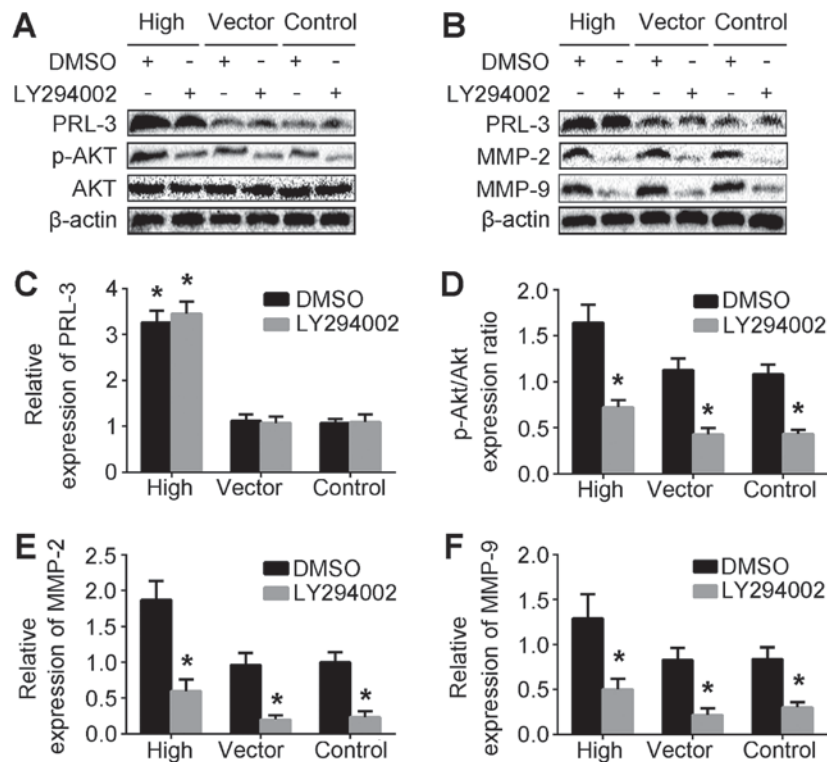 A
High Vector Control
DMSO + - + - + -
LY294002 - + - + - +
PRL-3
p-AKT
AKT
β-actin
B
High Vector Control
DMSO + - + - + -
LY294002 - + - + - +
PRL-3
MMP-2
MMP-9
β-actin
C
Relative
expression of PRL-3
4
3
2
1
0
* *
DMSO
LY294002
High Vector Control
D
p-Akt/Akt
expression ratio
2.0
1.5
1.0
0.5
0.0
DMSO
LY294002
* * *
High Vector Control
E
Relative
expression of MMP-2
2.5
2.0
1.5
1.0
0.5
0.0
DMSO
LY294002
* * *
High Vector Control
F
Relative
expression of MMP-9
2.0
1.5
1.0
0.5
0.0
DMSO
LY294002
* * *
High Vector Control